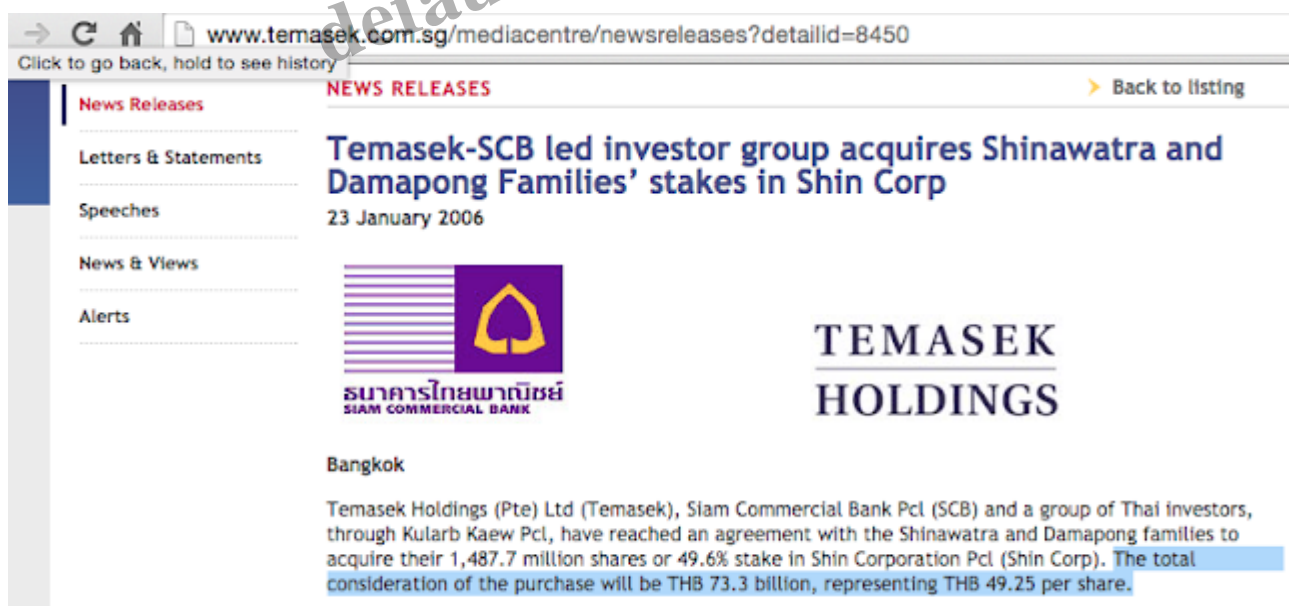 defau
www.temasek.com.sg/mediacentre/newsreleases?detailid=8450
Click to go back, hold to see history
News Releases
Letters & Statements
Speeches
News & Views
Alerts
NEWS RELEASES
Back to listing
Temasek-SCB led investor group acquires Shinawatra and
Damapong Families’ stakes in Shin Corp
23 January 2006
ธนาคารไทยพาณิชย์
SIAM COMMERCIAL BANK
TEMASEK
HOLDINGS
Bangkok
Temasek Holdings (Pte) Ltd (Temasek), Siam Commercial Bank Pcl (SCB) and a group of Thai investors,
through Kularb Kaew Pcl, have reached an agreement with the Shinawatra and Damapong families to
acquire their 1,487.7 million shares or 49.6% stake in Shin Corporation Pcl (Shin Corp). The total
consideration of the purchase will be THB 73.3 billion, representing THB 49.25 per share.